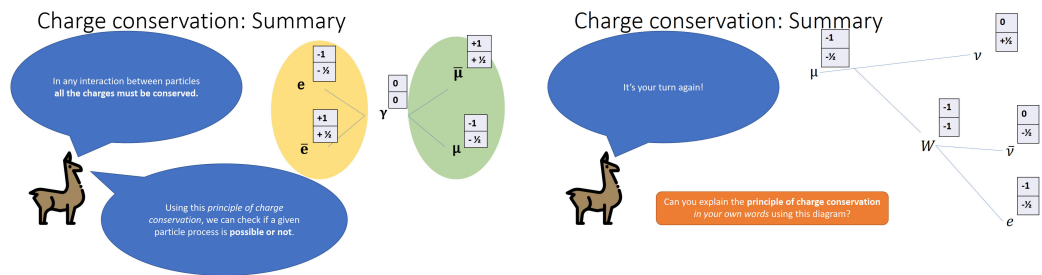 Charge conservation: Summary
In any interaction between particles
all the charges must be conserved.
Using this principle of charge
conservation, we can check if a given
particle process is possible or not.
-1
- ½
e
+1
+ ½
e̅
0
0
γ
+1
+ ½
μ̅
-1
- ½
μ
Charge conservation: Summary
It's your turn again!
Can you explain the principle of charge conservation
in your own words using this diagram?
-1
-½
μ
0
+½
ν
-1
-1
W
0
-½
ν̅
-1
-½
e